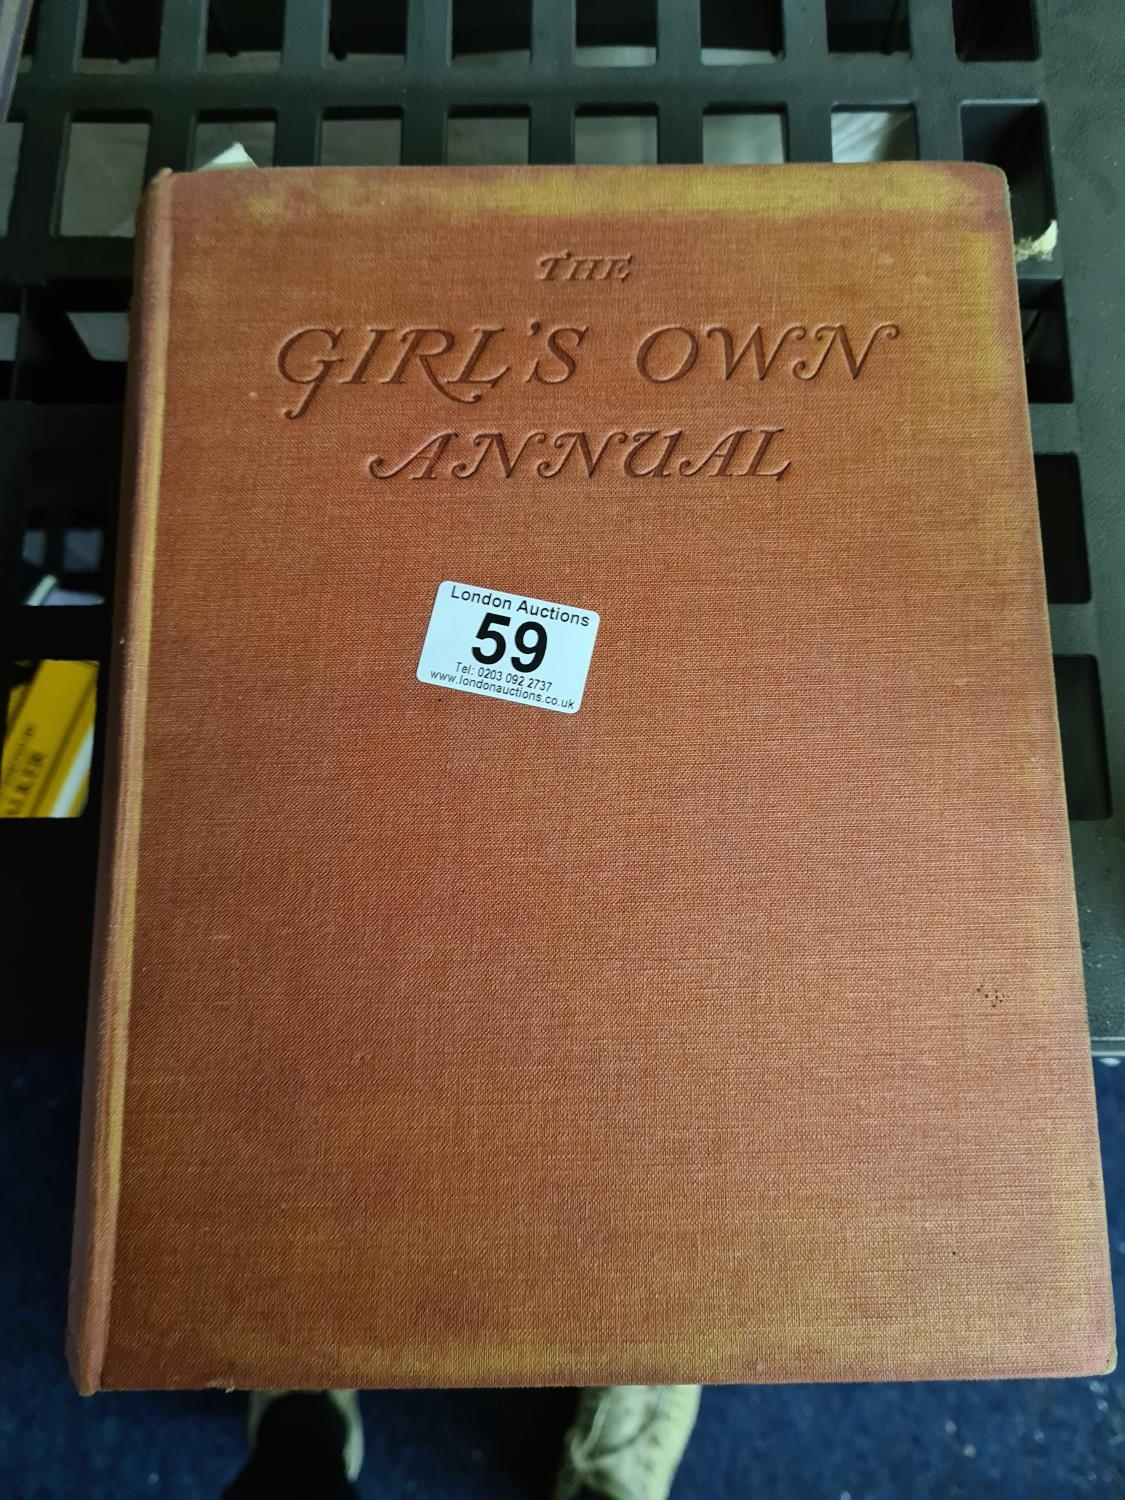 THE
GIRL'S OWN
ANNUAL
London Auctions
59
Tel: 0203 092 2737
www.londonauctions.co.uk